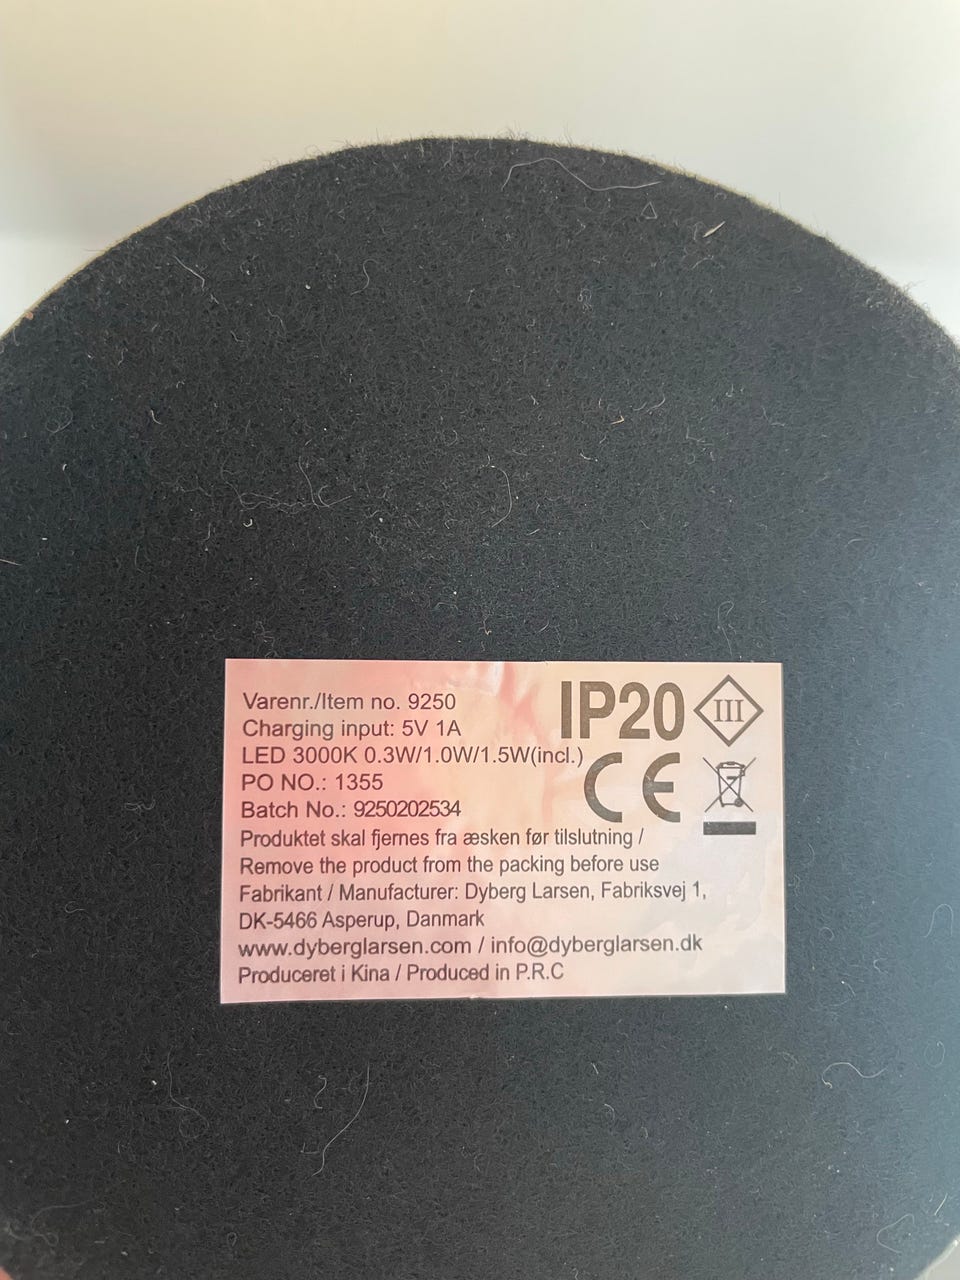 Varenr./Item no. 9250
Charging input: 5V 1A
LED 3000K 0.3W/1.0W/1.5W(incl.)
PO NO.: 1355
Batch No.: 9250202534
IP20
III
CE
Produktet skal fjernes fra æsken før tilslutning /
Remove the product from the packing before use
Fabrikant / Manufacturer: Dyberg Larsen, Fabriksvej 1,
DK-5466 Asperup, Danmark
www.dyberglarsen.com / info@dyberglarsen.dk
Produceret i Kina / Produced in P.R.C